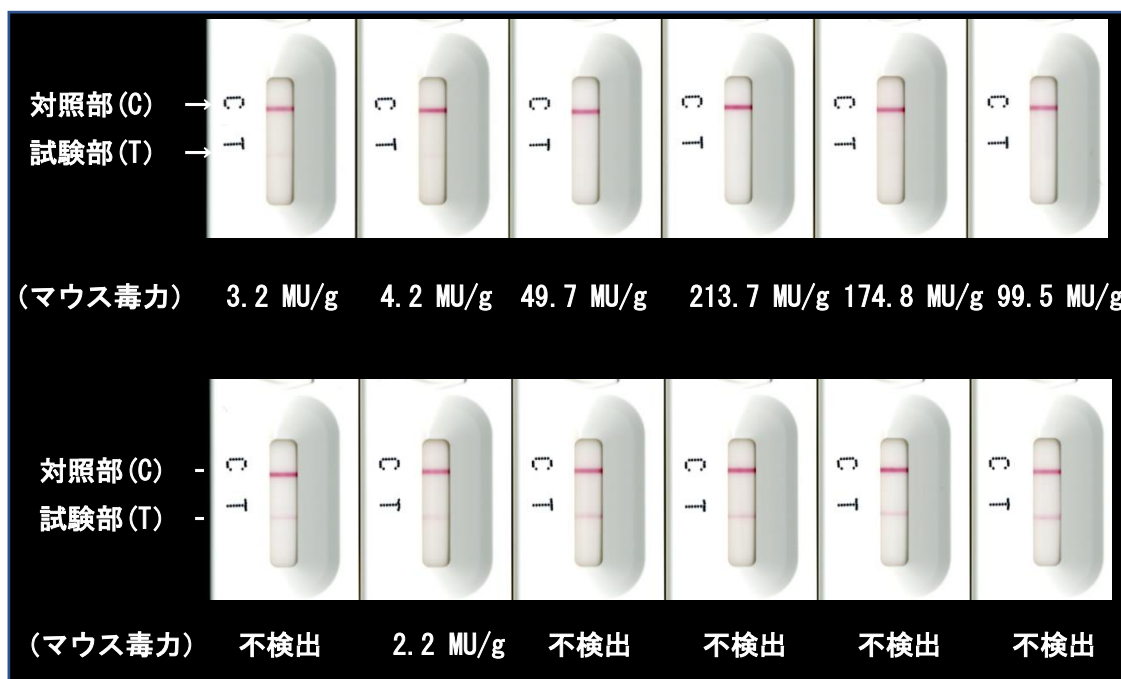 対照部(C) →
試験部(T) →
C T C T C T C T C T C T
(マウス毒力) 3.2 MU/g 4.2 MU/g 49.7 MU/g 213.7 MU/g 174.8 MU/g 99.5 MU/g
対照部(C) -
試験部(T) -
C T C T C T C T C T C T
(マウス毒力) 不検出 2.2 MU/g 不検出 不検出 不検出 不検出